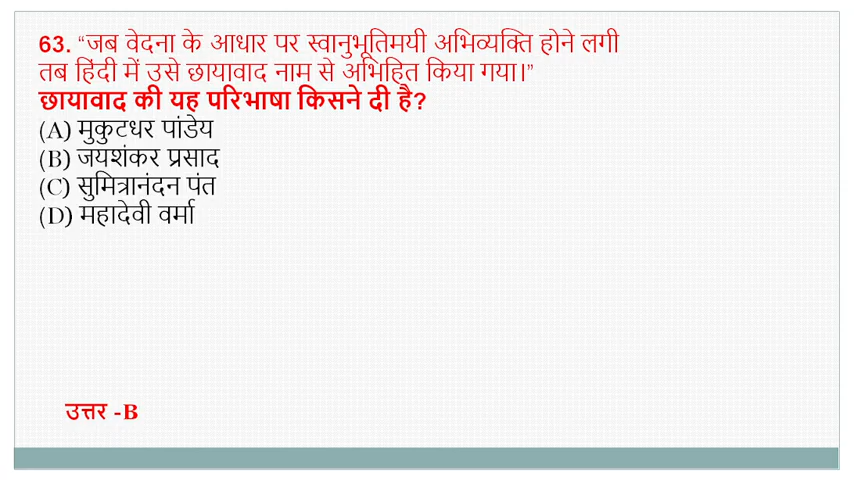 63. “जब वेदना के आधार पर स्वानुभूतिमयी अभिव्यक्ति होने लगी
तब हिंदी में उसे छायावाद नाम से अभिहित किया गया।”
छायावाद की यह परिभाषा किसने दी है?
(A) मुकुटधर पांडेय
(B) जयशंकर प्रसाद
(C) सुमित्रानंदन पंत
(D) महादेवी वर्मा
उत्तर -B